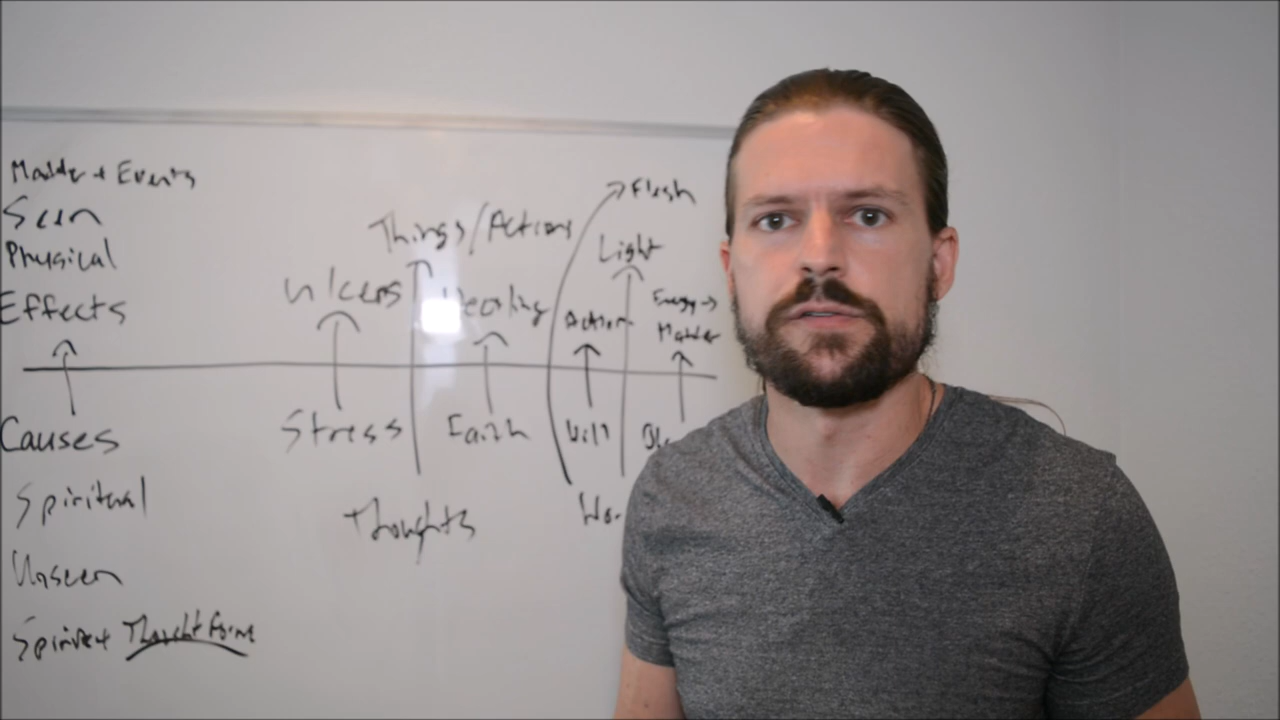 Matter + Events
Seen
Physical
Effects
Causes
Spiritual
Unseen
Spirit + Thought Form
Things/Actions
Ulcers
Healing
Stress
Faith
Thoughts
Flesh
Light
Action
Energy →
Matter
Will